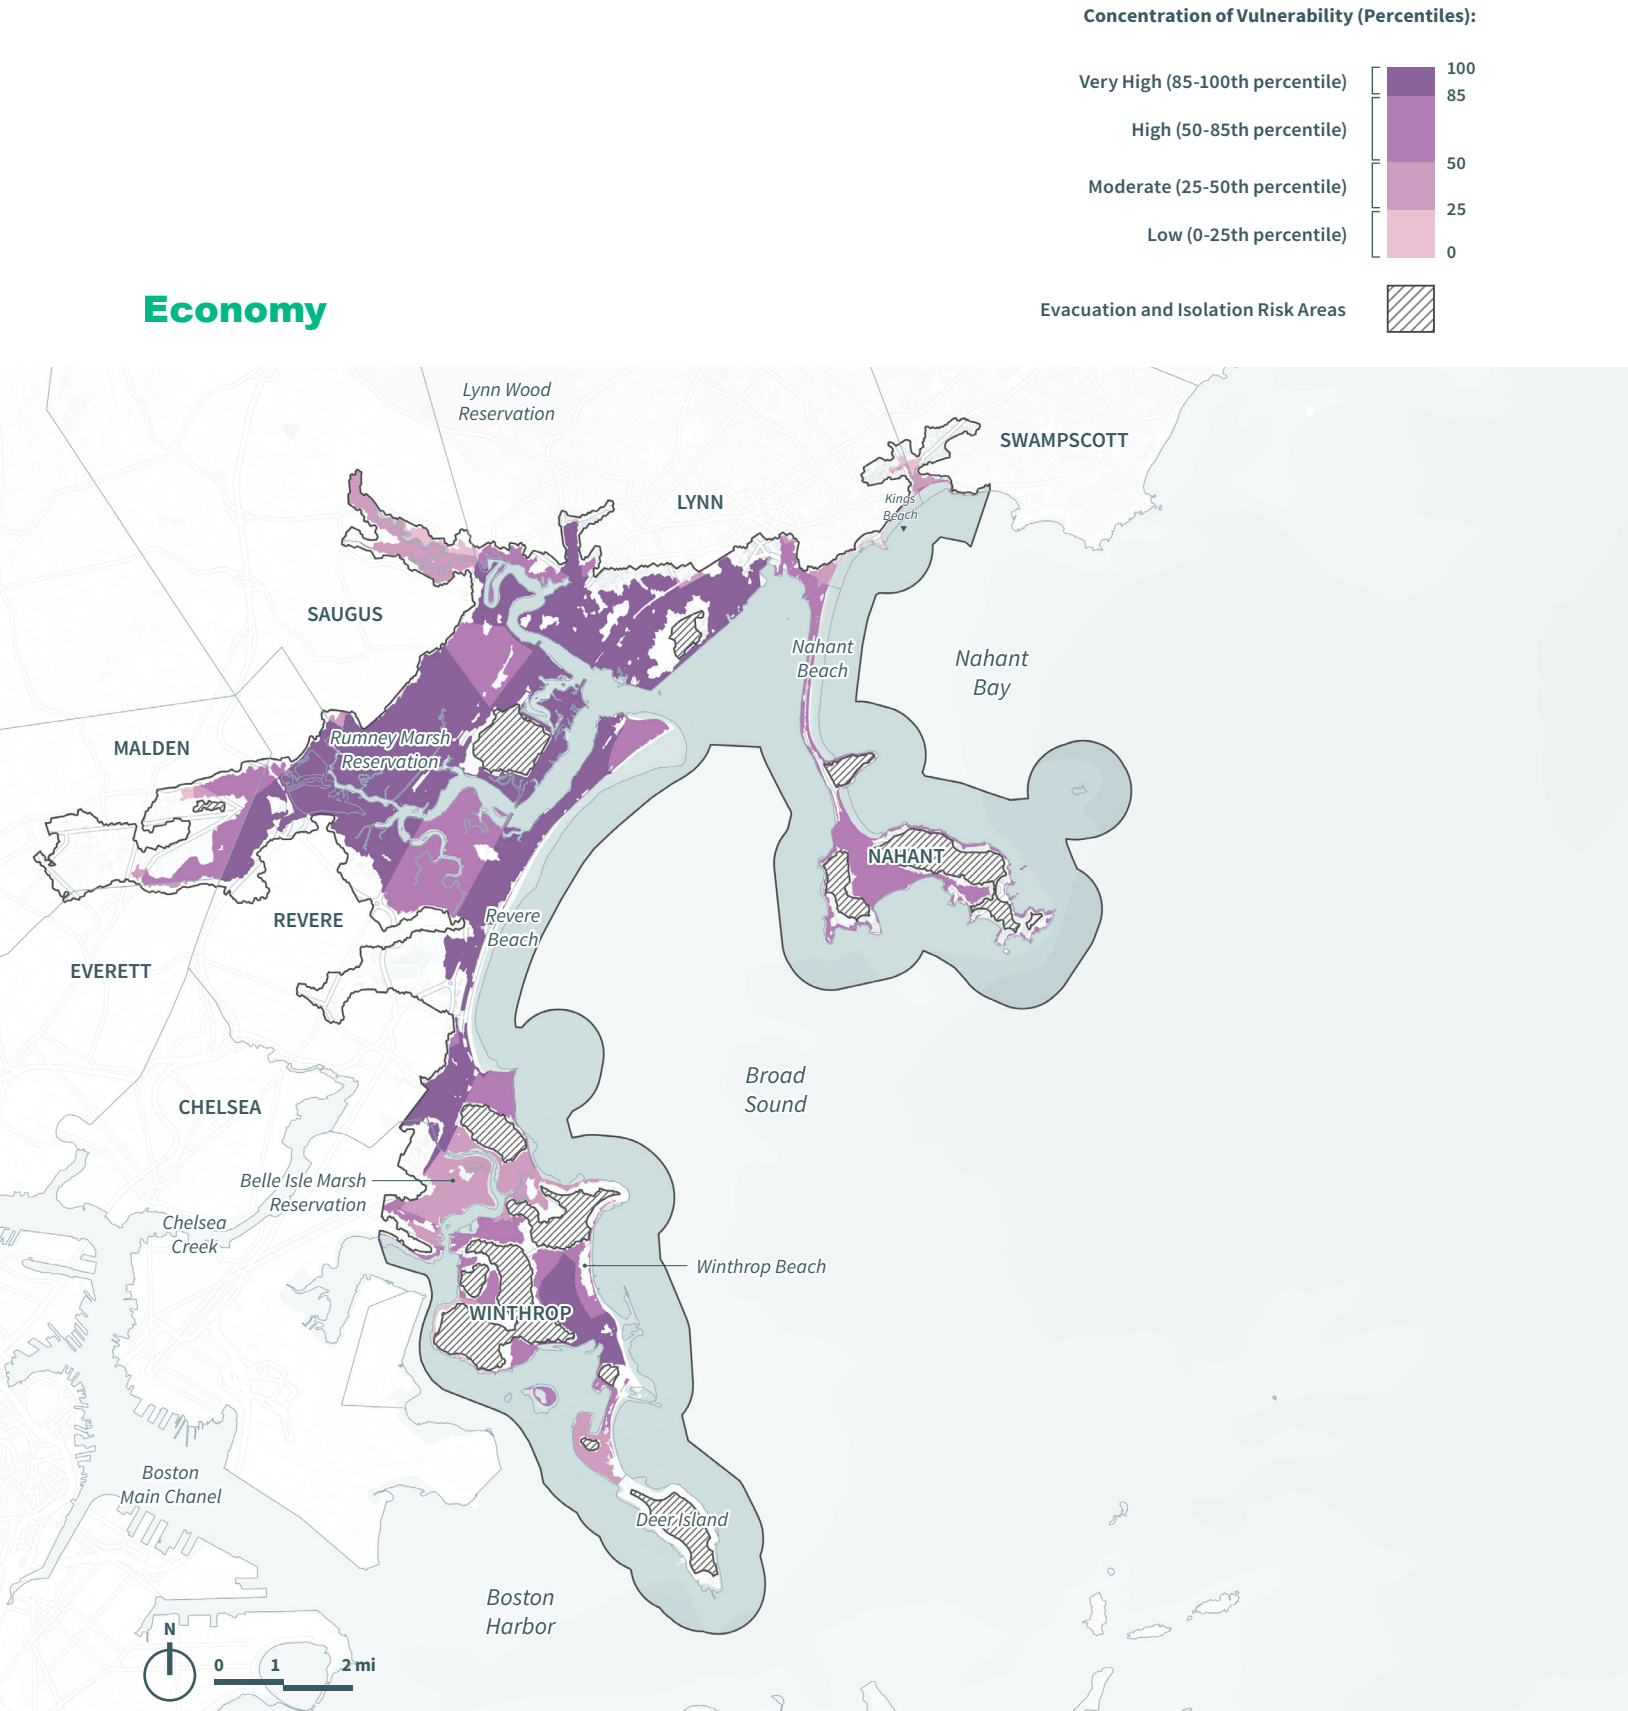 Concentration of Vulnerability (Percentiles):
Very High (85-100th percentile)
100
85
High (50-85th percentile)
50
Moderate (25-50th percentile)
25
Low (0-25th percentile)
0
Economy
Evacuation and Isolation Risk Areas
Lynn Wood
Reservation
SWAMPSCOTT
LYNN
Kings
Beach
SAUGUS
Nahant
Beach
Nahant
Bay
MALDEN
Rumney Marsh
Reservation
NAHANT
REVERE
Revere
Beach
EVERETT
Broad
Sound
CHELSEA
Belle Isle Marsh
Reservation
Chelsea
Creek
Winthrop Beach
WINTHROP
Boston
Main Chanel
Deer Island
Boston
Harbor
N
0 1 2 mi